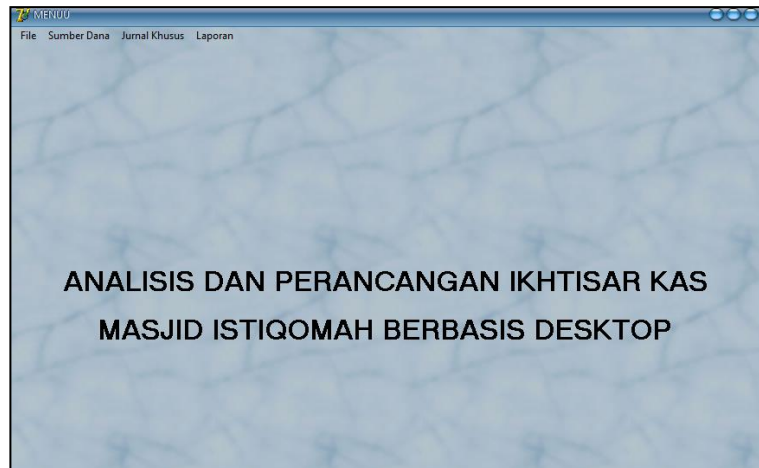 MENUU
File Sumber Dana Jurnal Khusus Laporan
ANALISIS DAN PERANCANGAN IKHTISAR KAS
MASJID ISTIQOMAH BERBASIS DESKTOP